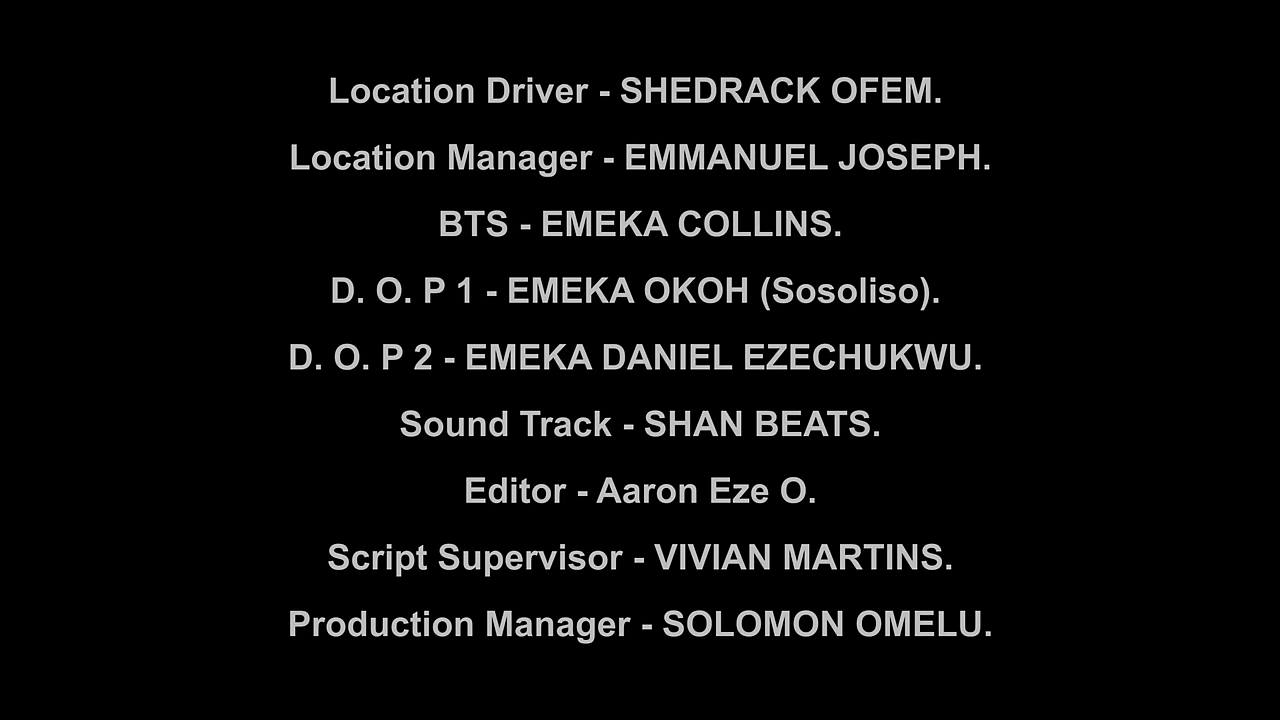 Location Driver - SHEDRACK OFEM.
Location Manager - EMMANUEL JOSEPH.
BTS - EMEKA COLLINS.
D. O. P 1 - EMEKA OKOH (Sosoliso).
D. O. P 2 - EMEKA DANIEL EZECHUKWU.
Sound Track - SHAN BEATS.
Editor - Aaron Eze O.
Script Supervisor - VIVIAN MARTINS.
Production Manager - SOLOMON OMELU.